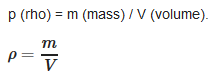 p (rho) = m (mass) / V (volume).
ρ = m/V